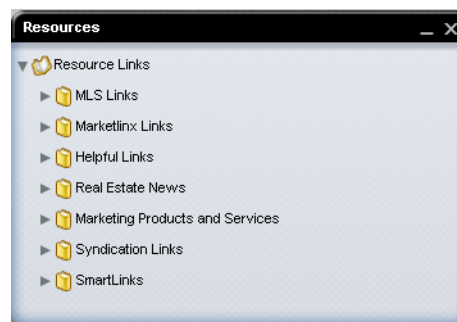 Resources
Resource Links
MLS Links
Marketlinx Links
Helpful Links
Real Estate News
Marketing Products and Services
Syndication Links
SmartLinks